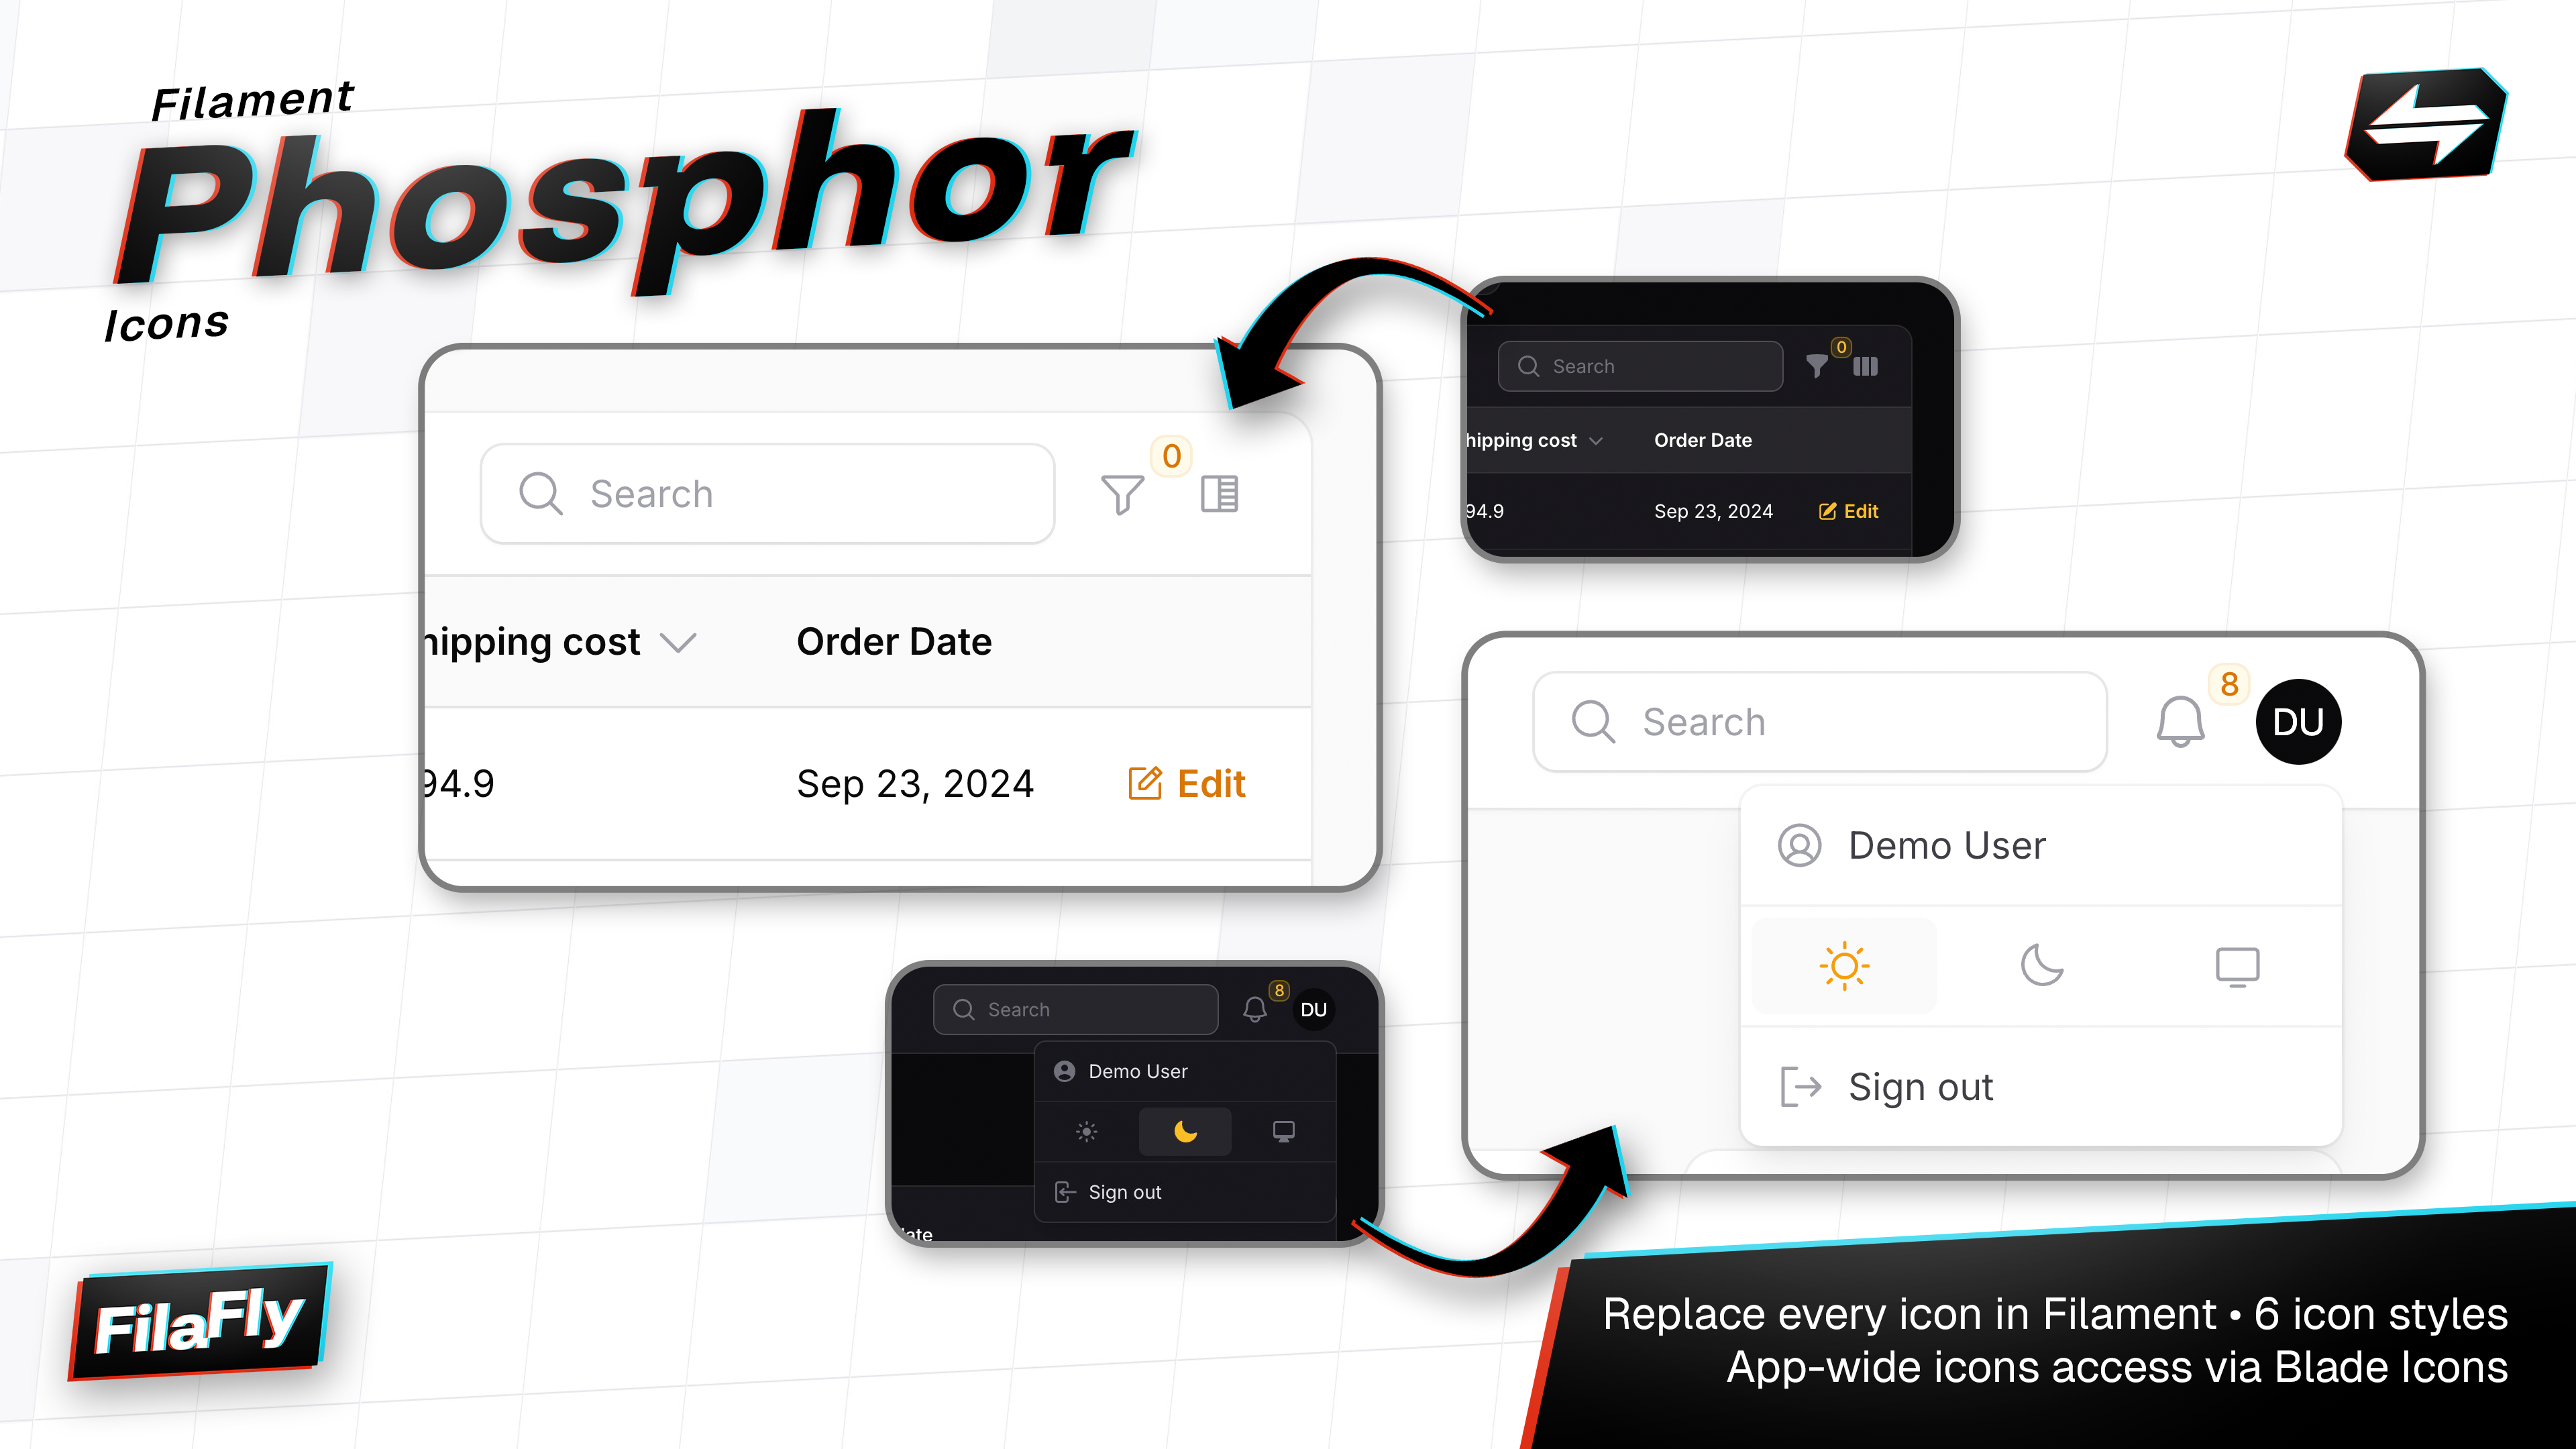 Filament
Phosphor
Icons
Search
0
hipping cost
Order Date
94.9
Sep 23, 2024
Edit
Search
0
hipping cost
Order Date
94.9
Sep 23, 2024
Edit
Search
8
DU
Demo User
Sign out
Search
8
DU
Demo User
Sign out
ate
FilaFly
Replace every icon in Filament • 6 icon styles
App-wide icons access via Blade Icons